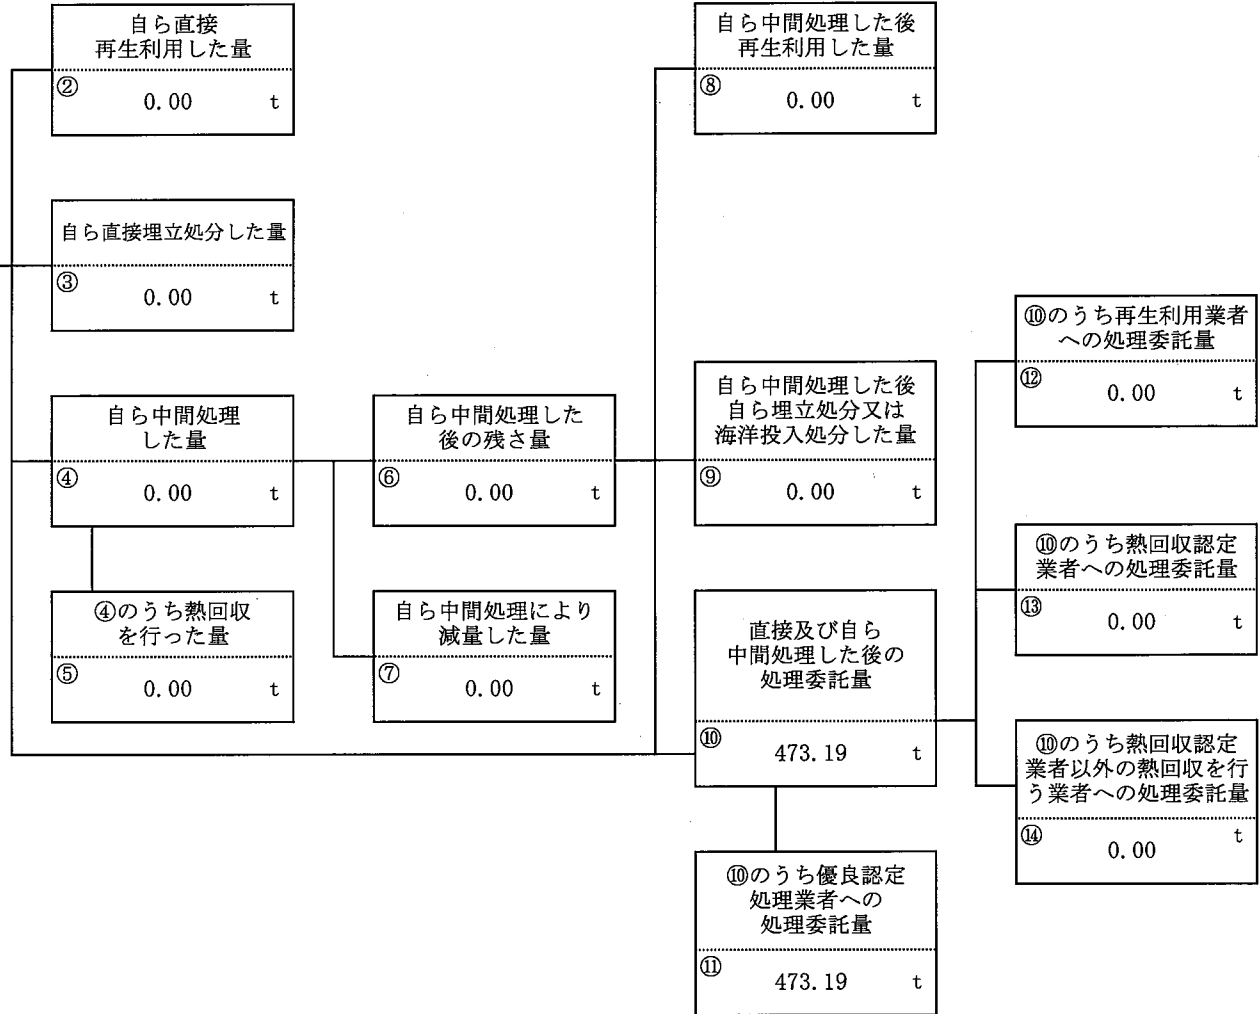 自ら直接
再生利用した量
②
0.00 t
自ら直接埋立処分した量
③
0.00 t
自ら中間処理
した量
④
0.00 t
④のうち熱回収
を行った量
⑤
0.00 t
自ら中間処理した
後の残さ量
⑥
0.00 t
自ら中間処理により
減量した量
⑦
0.00 t
自ら中間処理した後
再生利用した量
⑧
0.00 t
自ら中間処理した後
自ら埋立処分又は
海洋投入処分した量
⑨
0.00 t
直接及び自ら
中間処理した後の
処理委託量
⑩
473.19 t
⑩のうち優良認定
処理業者への
処理委託量
⑪
473.19 t
⑩のうち再生利用業者
への処理委託量
⑫
0.00 t
⑩のうち熱回収認定
業者への処理委託量
⑬
0.00 t
⑩のうち熱回収認定
業者以外の熱回収を行
う業者への処理委託量
⑭
0.00 t